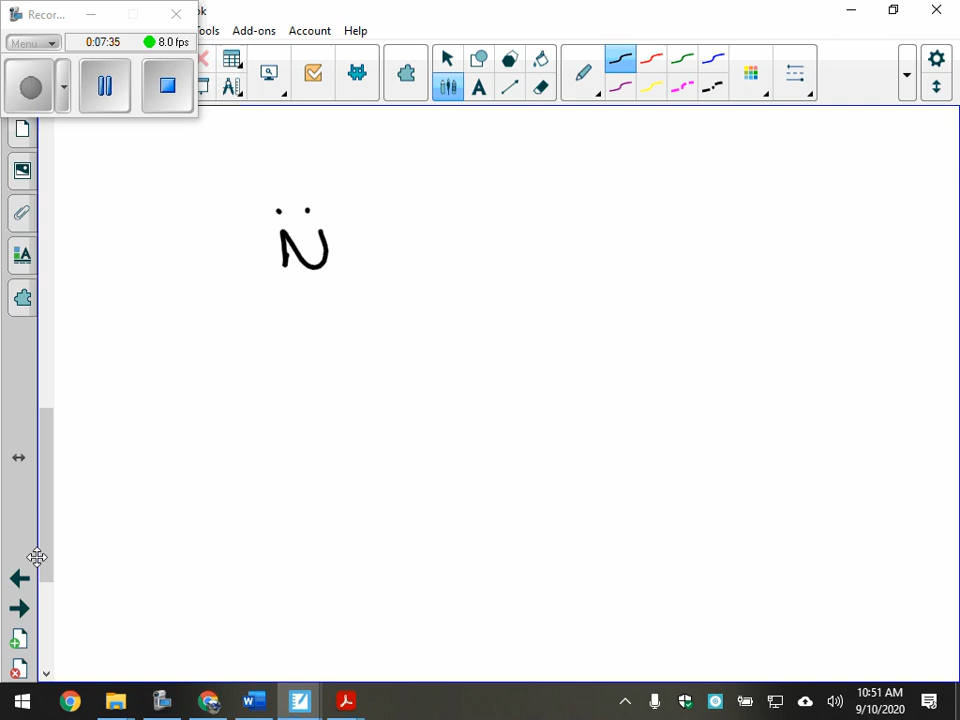 Recor...
ok
Menu
0:07:35
8.0 fps
ools
Add-ons
Account
Help
A
A
N̈
10:51 AM
9/10/2020